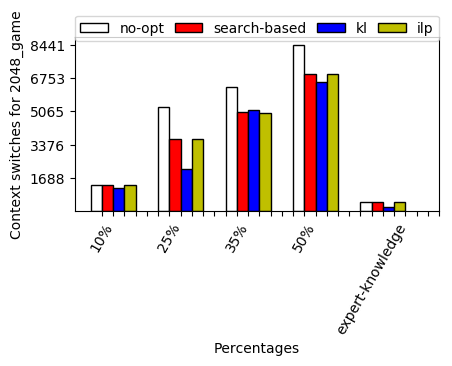 no-opt search-based kl ilp
Context switches for 2048_game
8441
6753
5065
3376
1688
10% 25% 35% 50% expert-knowledge
Percentages